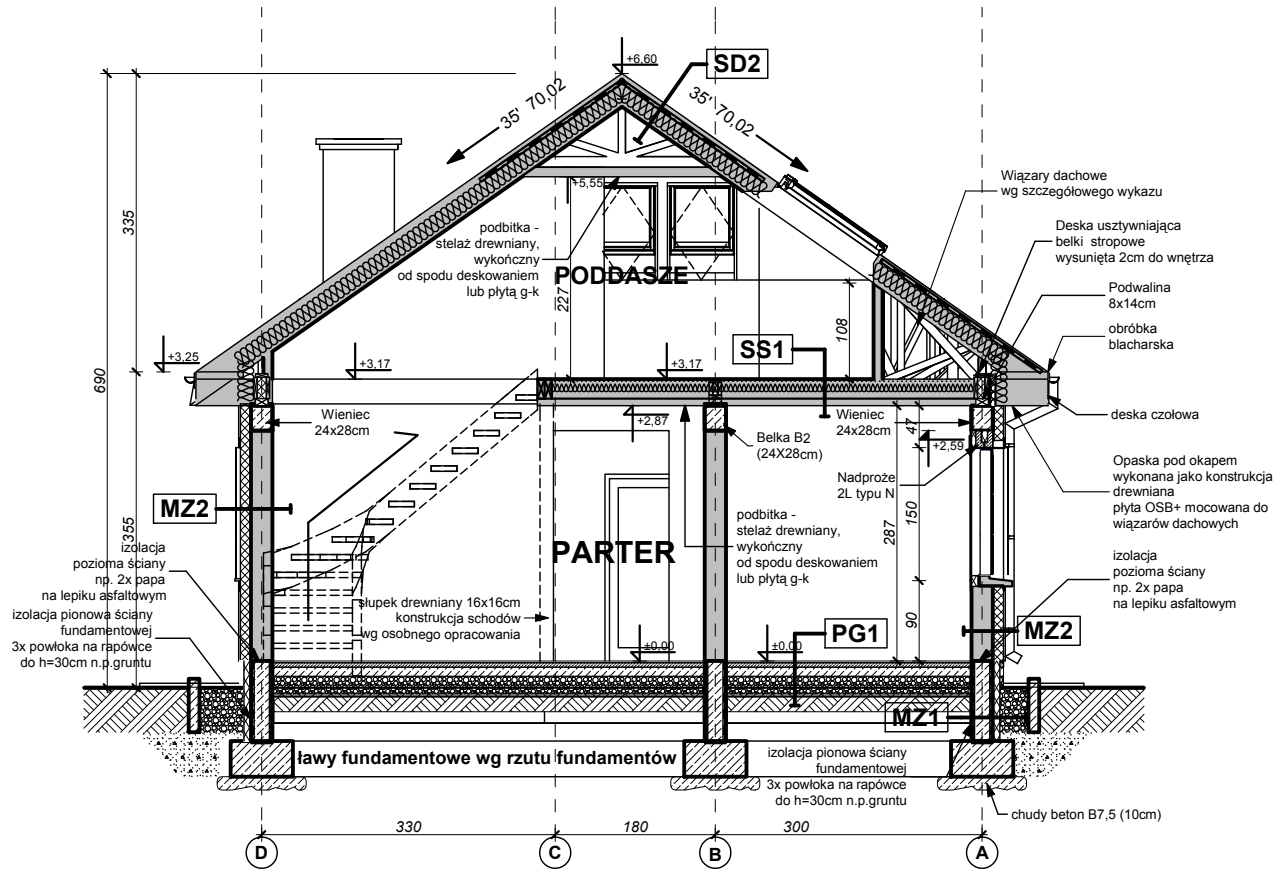 +6,60
SD2
35' 70,02
35' 70,02
Wiązary dachowe
wg szczegółowego wykazu
+5,55
podbitka -
stelaż drewniany,
wykończny
od spodu deskowaniem
lub płytą g-k
PODDASZE
227
335
690
Deska usztywniająca
belki stropowe
wysunięta 2cm do wnętrza
Podwalina
8x14cm
108
obróbka
blacharska
SS1
+3,25
+3,17
+3,17
Wieniec
24x28cm
+2,87
Belka B2
(24X28cm)
Wieniec
24x28cm
47
+2,59
deska czołowa
Nadproże
2L typu N
Opaska pod okapem
wykonana jako konstrukcja
drewniana
płyta OSB+ mocowana do
wiązarów dachowych
MZ2
355
287
150
podbitka -
stelaż drewniany,
wykończny
od spodu deskowaniem
lub płytą g-k
PARTER
izolacja
pozioma ściany
np. 2x papa
na lepiku asfaltowym
izolacja
pozioma ściany
np. 2x papa
na lepiku asfaltowym
izolacja pionowa ściany
fundamentowej
3x powłoka na rapówce
do h=30cm n.p.gruntu
słupek drewniany 16x16cm
konstrukcja schodów
wg osobnego opracowania
90
±0,00
±0,00
PG1
MZ2
MZ1
ławy fundamentowe wg rzutu fundamentów
izolacja pionowa ściany
fundamentowej
3x powłoka na rapówce
do h=30cm n.p.gruntu
chudy beton B7,5 (10cm)
330
180
300
D
C
B
A